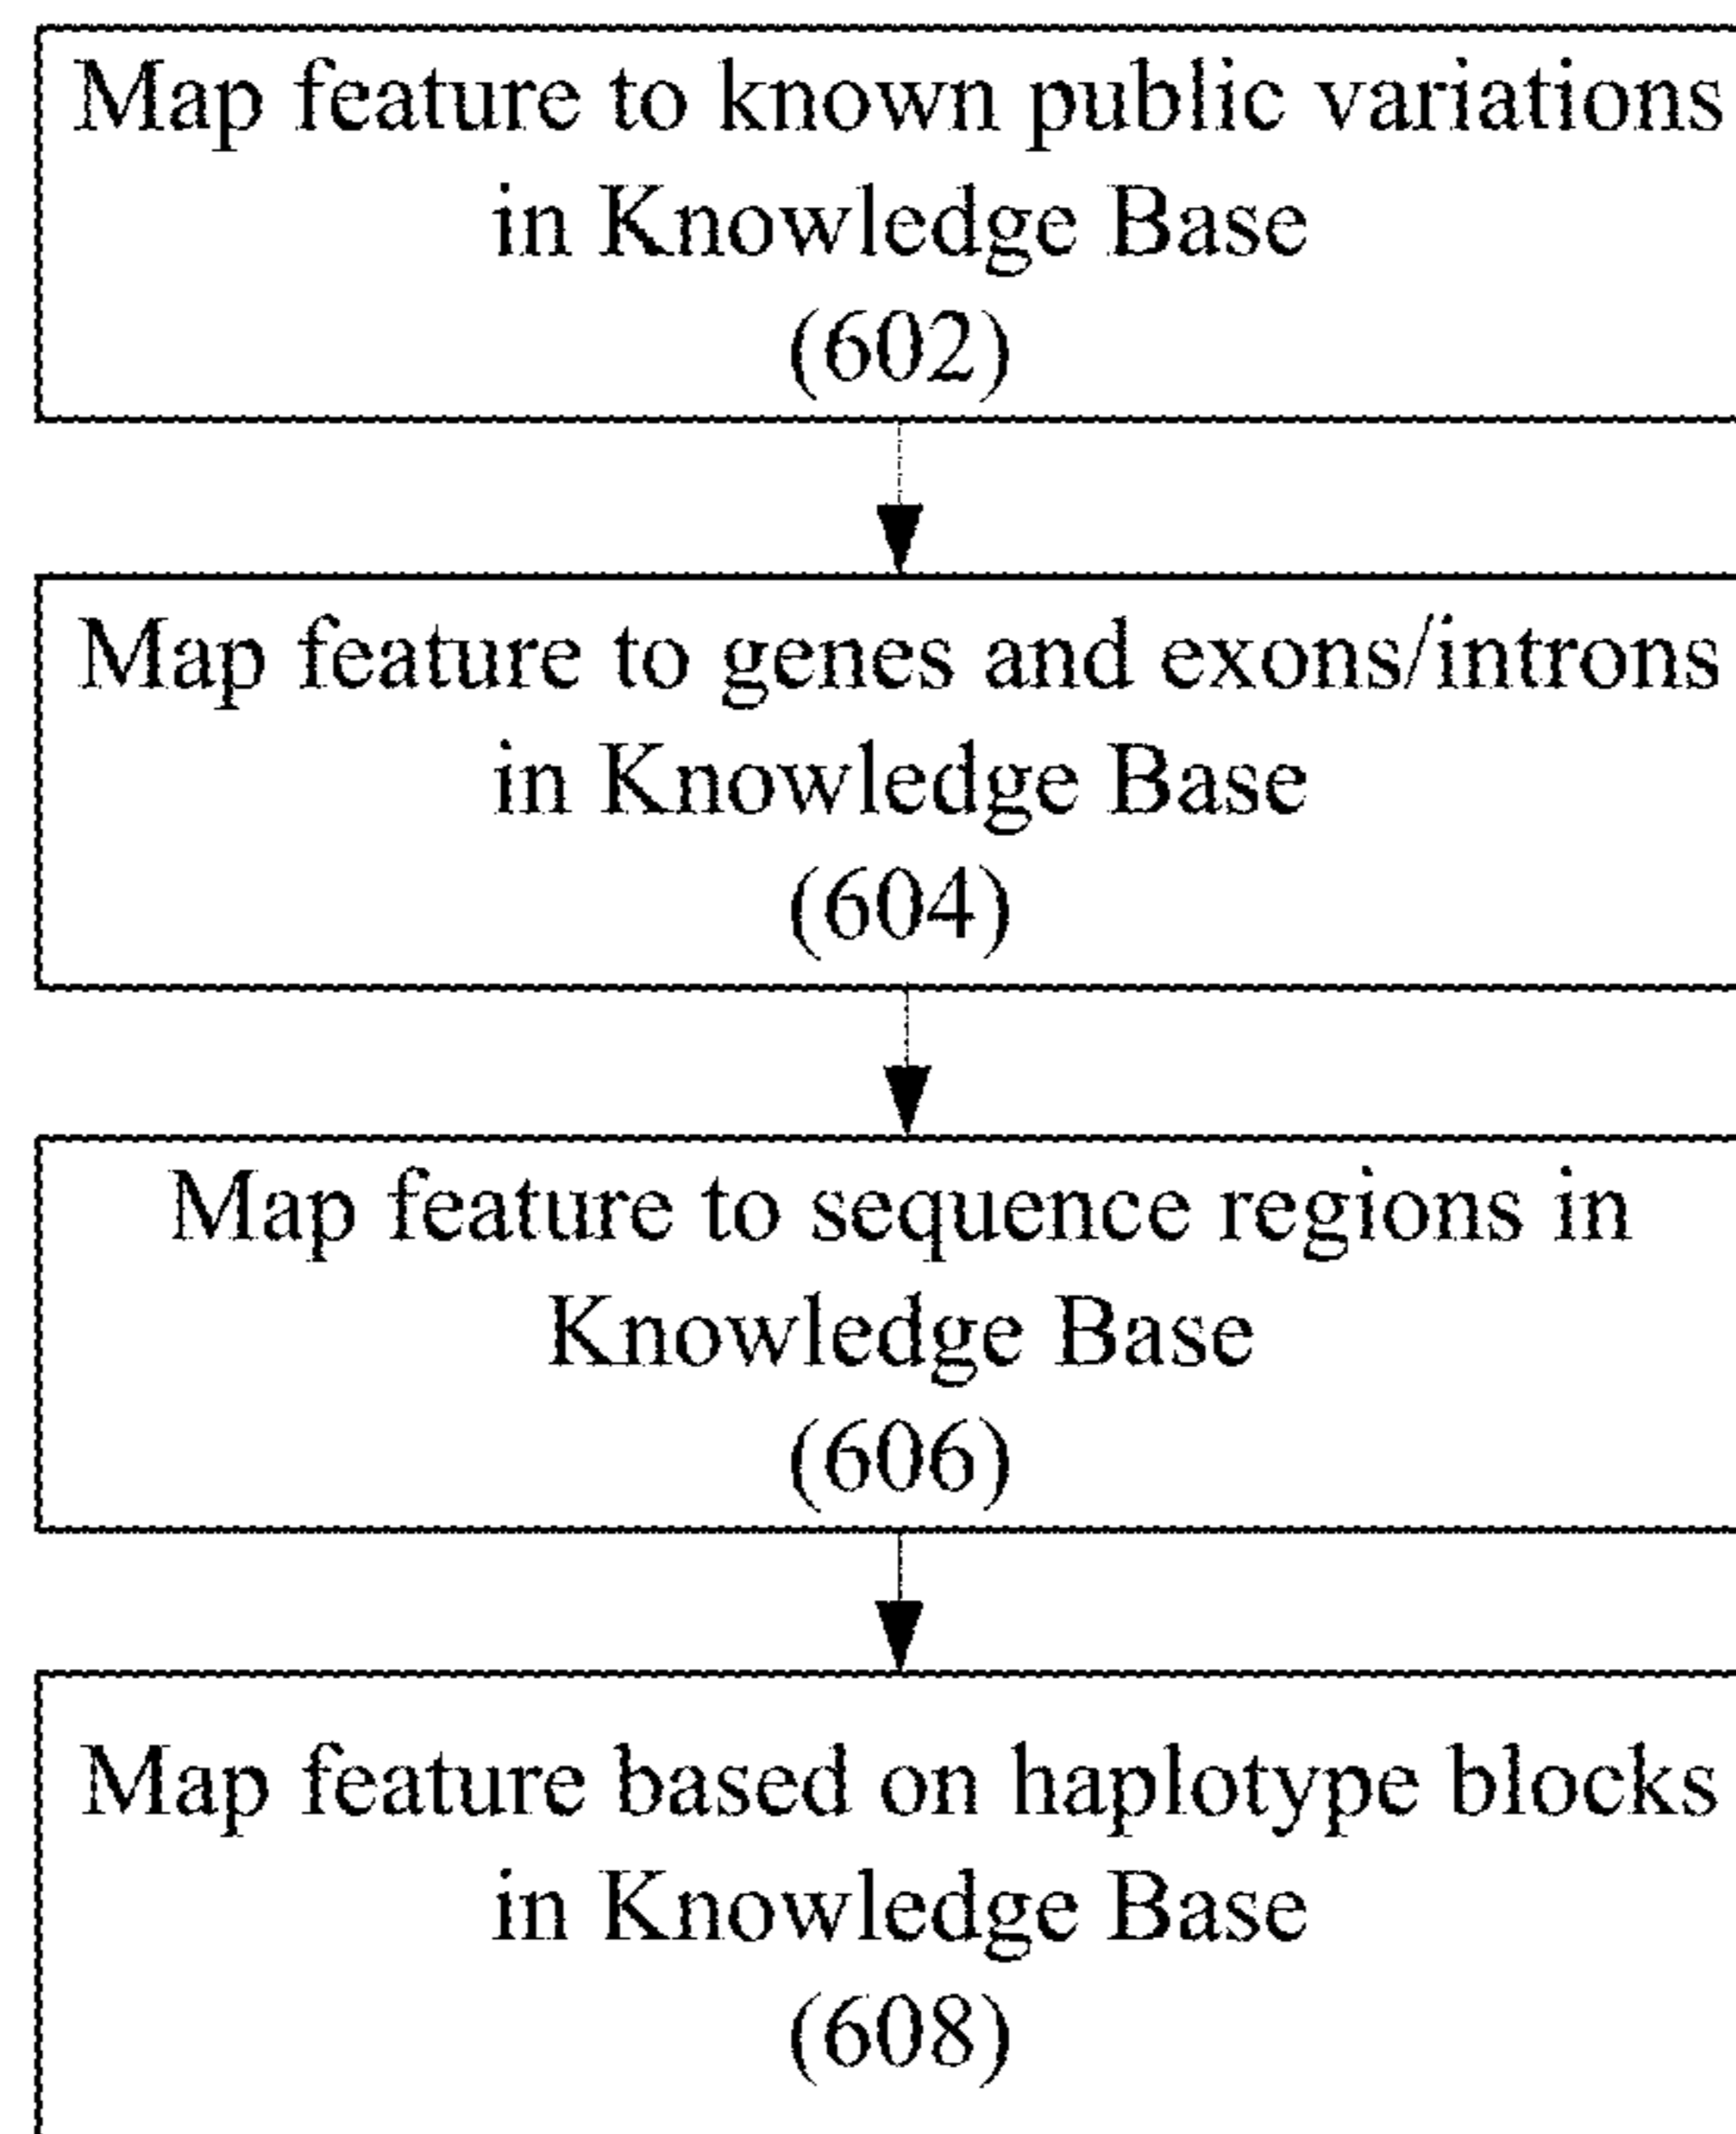 Map feature to known public variations
in Knowledge Base
(602)
Map feature to genes and exons/introns
in Knowledge Base
(604)
Map feature to sequence regions in
Knowledge Base
(606)
Map feature based on haplotype blocks
in Knowledge Base
(608)